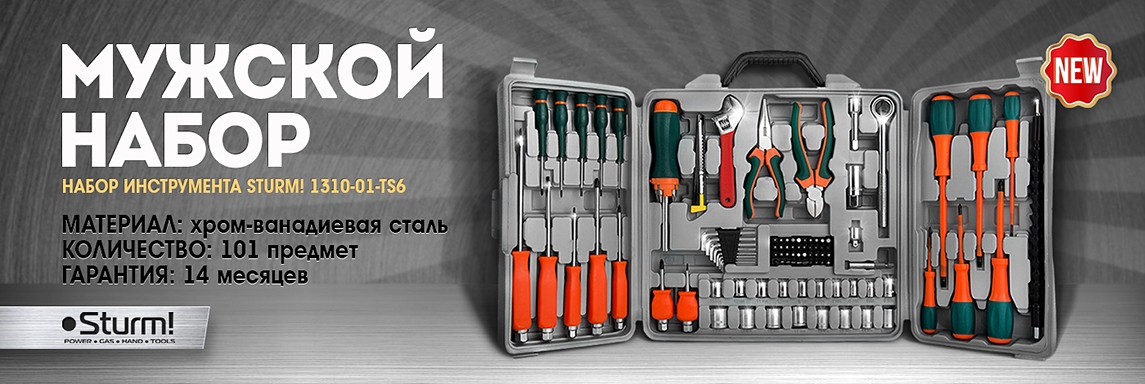 МУЖСКОЙ
НАБОР
НАБОР ИНСТРУМЕНТА STURM! 1310-01-TS6
МАТЕРИАЛ: хром-ванадиевая сталь
КОЛИЧЕСТВО: 101 предмет
ГАРАНТИЯ: 14 месяцев
Sturm!
POWER • GAS • HAND • TOOLS
NEW